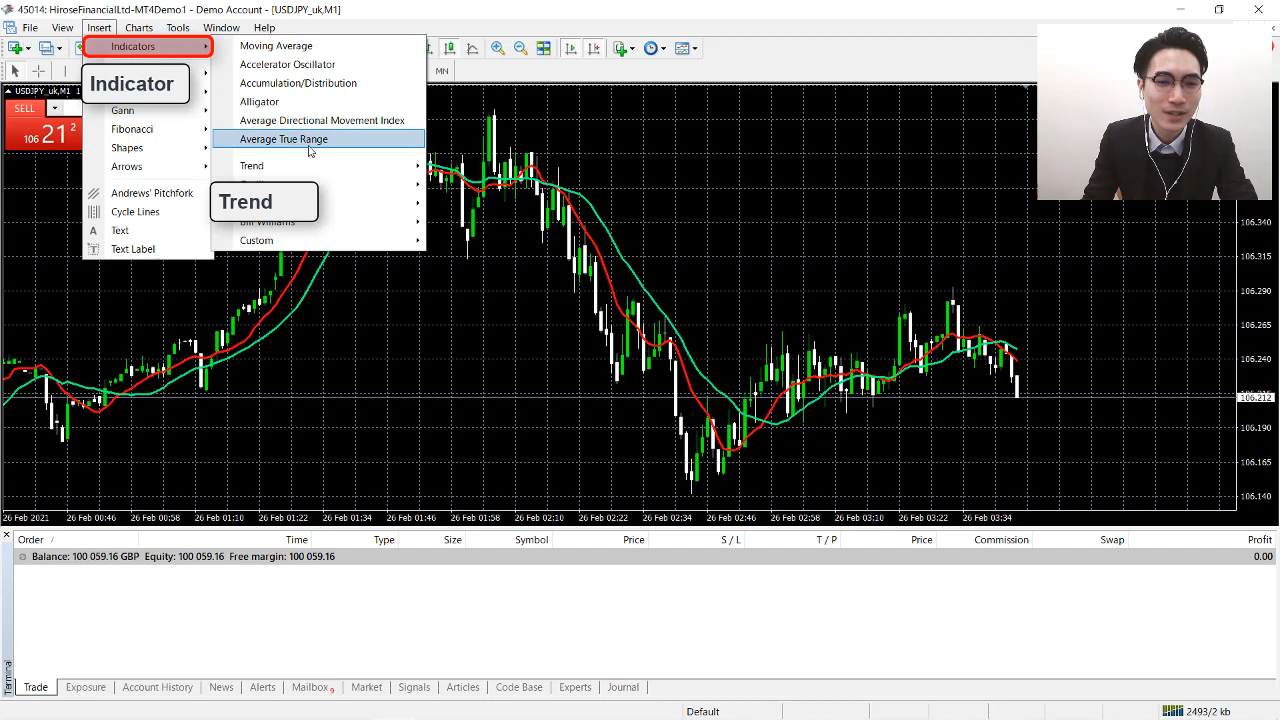 45014: HiroseFinancialLtd-MT4Demo1 - Demo Account - [USDJPY_uk,M1]
File View Insert Charts Tools Window Help
Indicators
Indicator
Gann
Fibonacci
Shapes
Arrows
Andrews' Pitchfork
Cycle Lines
Text
Text Label
Moving Average
Accelerator Oscillator
Accumulation/Distribution
Alligator
Average Directional Movement Index
Average True Range
Trend
Trend
Bill Williams
Custom
MN
USDJPY_uk,M1 1
SELL
106 21 2
106.340
106.315
106.290
106.265
106.240
106.212
106.190
106.165
106.140
26 Feb 2021 26 Feb 00:46 26 Feb 00:58 26 Feb 01:10 26 Feb 01:22 26 Feb 01:34 26 Feb 01:46 26 Feb 01:58 26 Feb 02:10 26 Feb 02:22 26 Feb 02:34 26 Feb 02:46 26 Feb 02:58 26 Feb 03:10 26 Feb 03:22 26 Feb 03:34
Order / Time Type Size Symbol Price S / L T / P Price Commission Swap Profit
Balance: 100 059.16 GBP Equity: 100 059.16 Free margin: 100 059.16 0.00
Terminal
Trade Exposure Account History News Alerts Mailbox 9 Market Signals Articles Code Base Experts Journal
Default 2493/2 kb